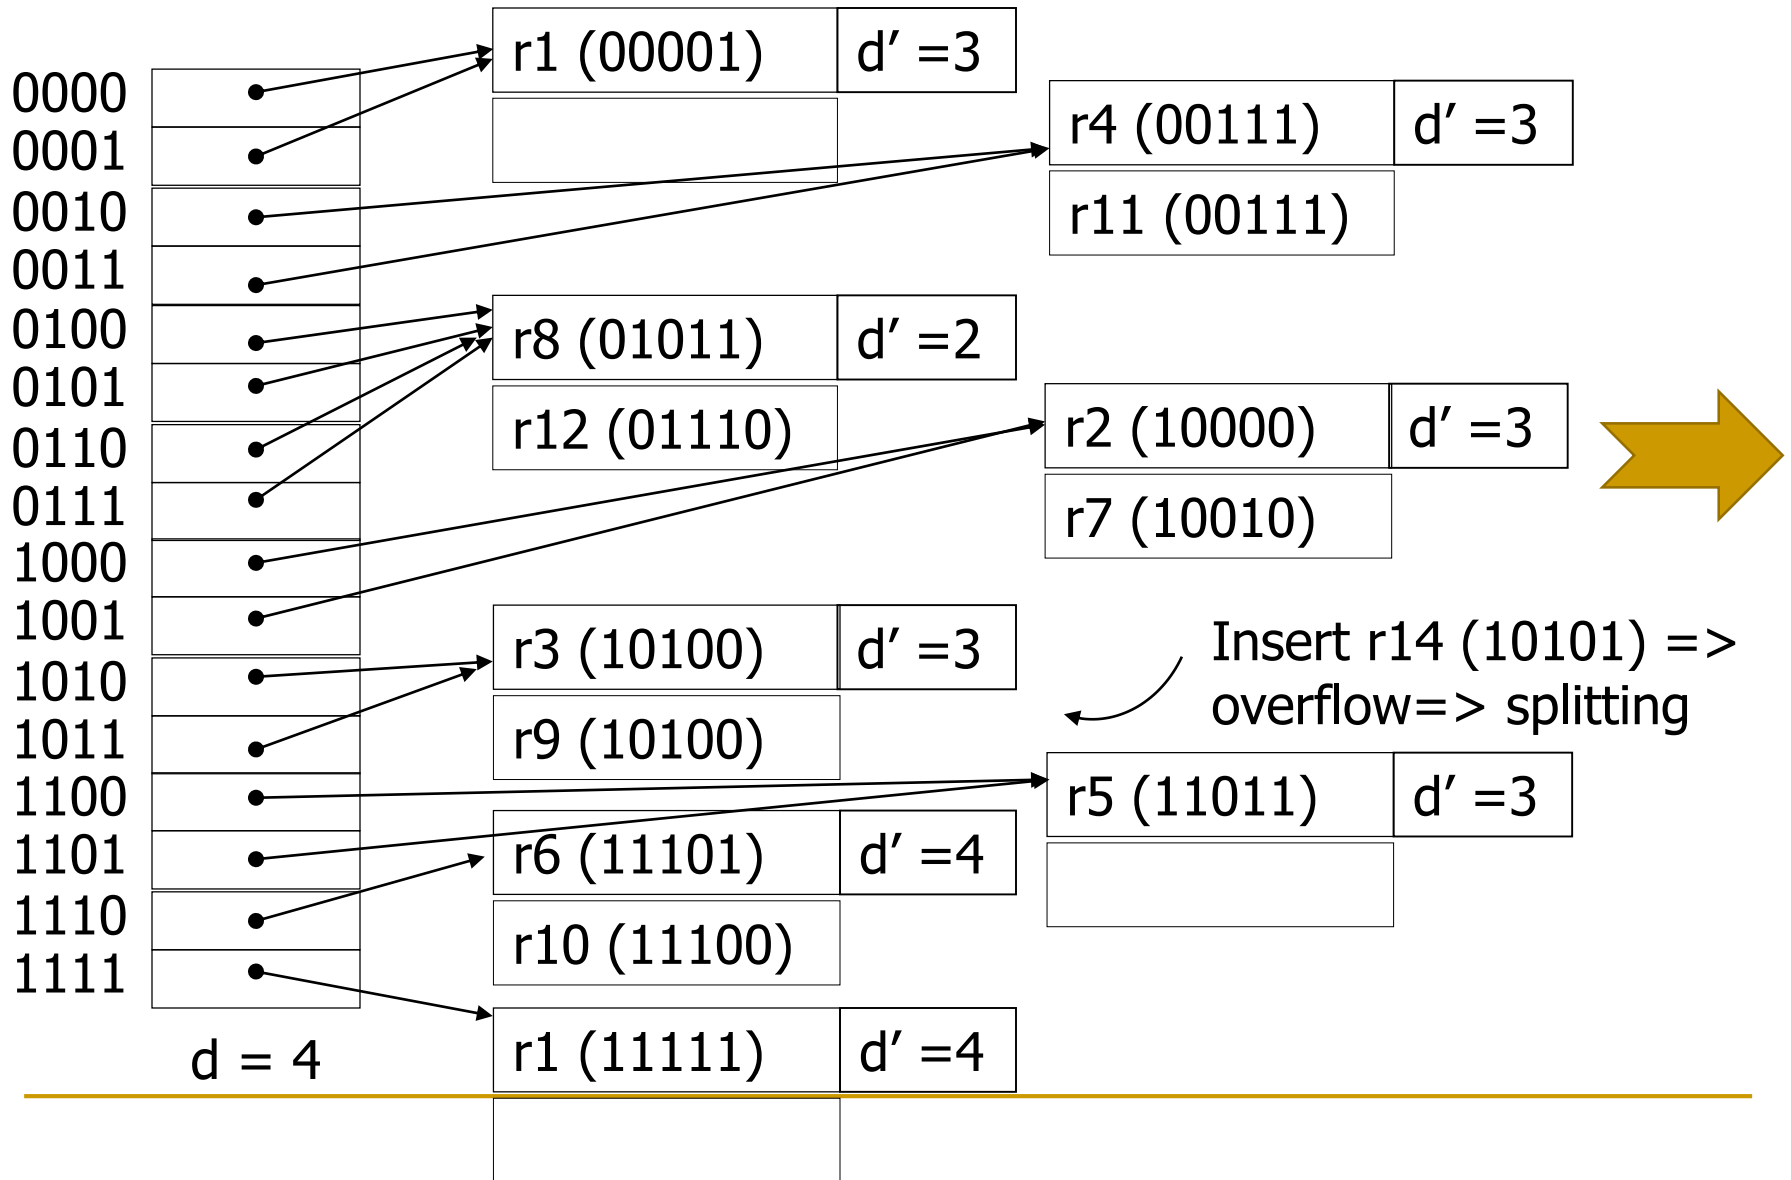 0000
0001
0010
0011
0100
0101
0110
0111
1000
1001
1010
1011
1100
1101
1110
1111
d = 4
r1 (00001) d′ =3
r4 (00111) d′ =3
r11 (00111)
r8 (01011) d′ =2
r12 (01110)
r2 (10000) d′ =3
r7 (10010)
r3 (10100) d′ =3
r9 (10100)
Insert r14 (10101) =>
overflow=> splitting
r5 (11011) d′ =3
r6 (11101) d′ =4
r10 (11100)
r1 (11111) d′ =4